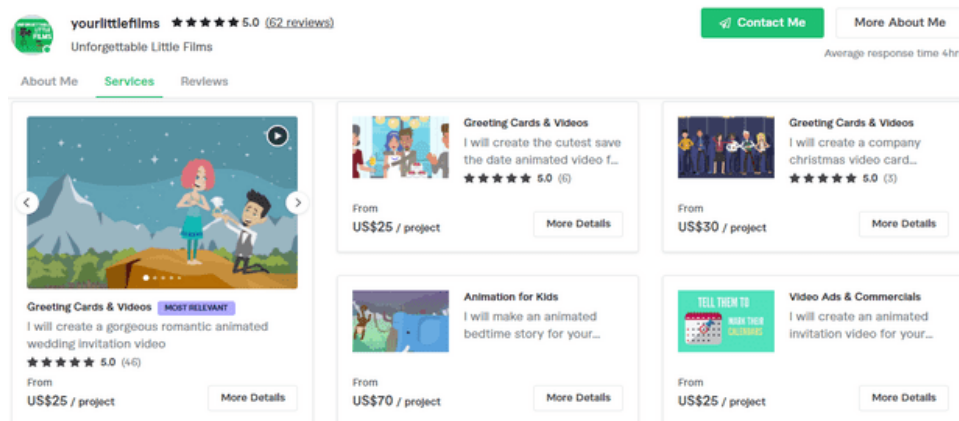 yourlittlefilms ★★★★★ 5.0 (62 reviews)
Unforgettable Little Films
Contact Me
More About Me
Average response time 4hr
About Me Services Reviews
Greeting Cards & Videos MOST RELEVANT
I will create a gorgeous romantic animated
wedding invitation video
★★★★★ 5.0 (46)
From
US$25 / project
More Details
Greeting Cards & Videos
I will create the cutest save
the date animated video f...
★★★★★ 5.0 (6)
From
US$25 / project
More Details
Greeting Cards & Videos
I will create a company
christmas video card...
★★★★★ 5.0 (3)
From
US$30 / project
More Details
Animation for Kids
I will make an animated
bedtime story for your...
From
US$70 / project
More Details
TELL THEM TO
MARK THEIR
CALENDARS
Video Ads & Commercials
I will create an animated
invitation video for your...
From
US$25 / project
More Details